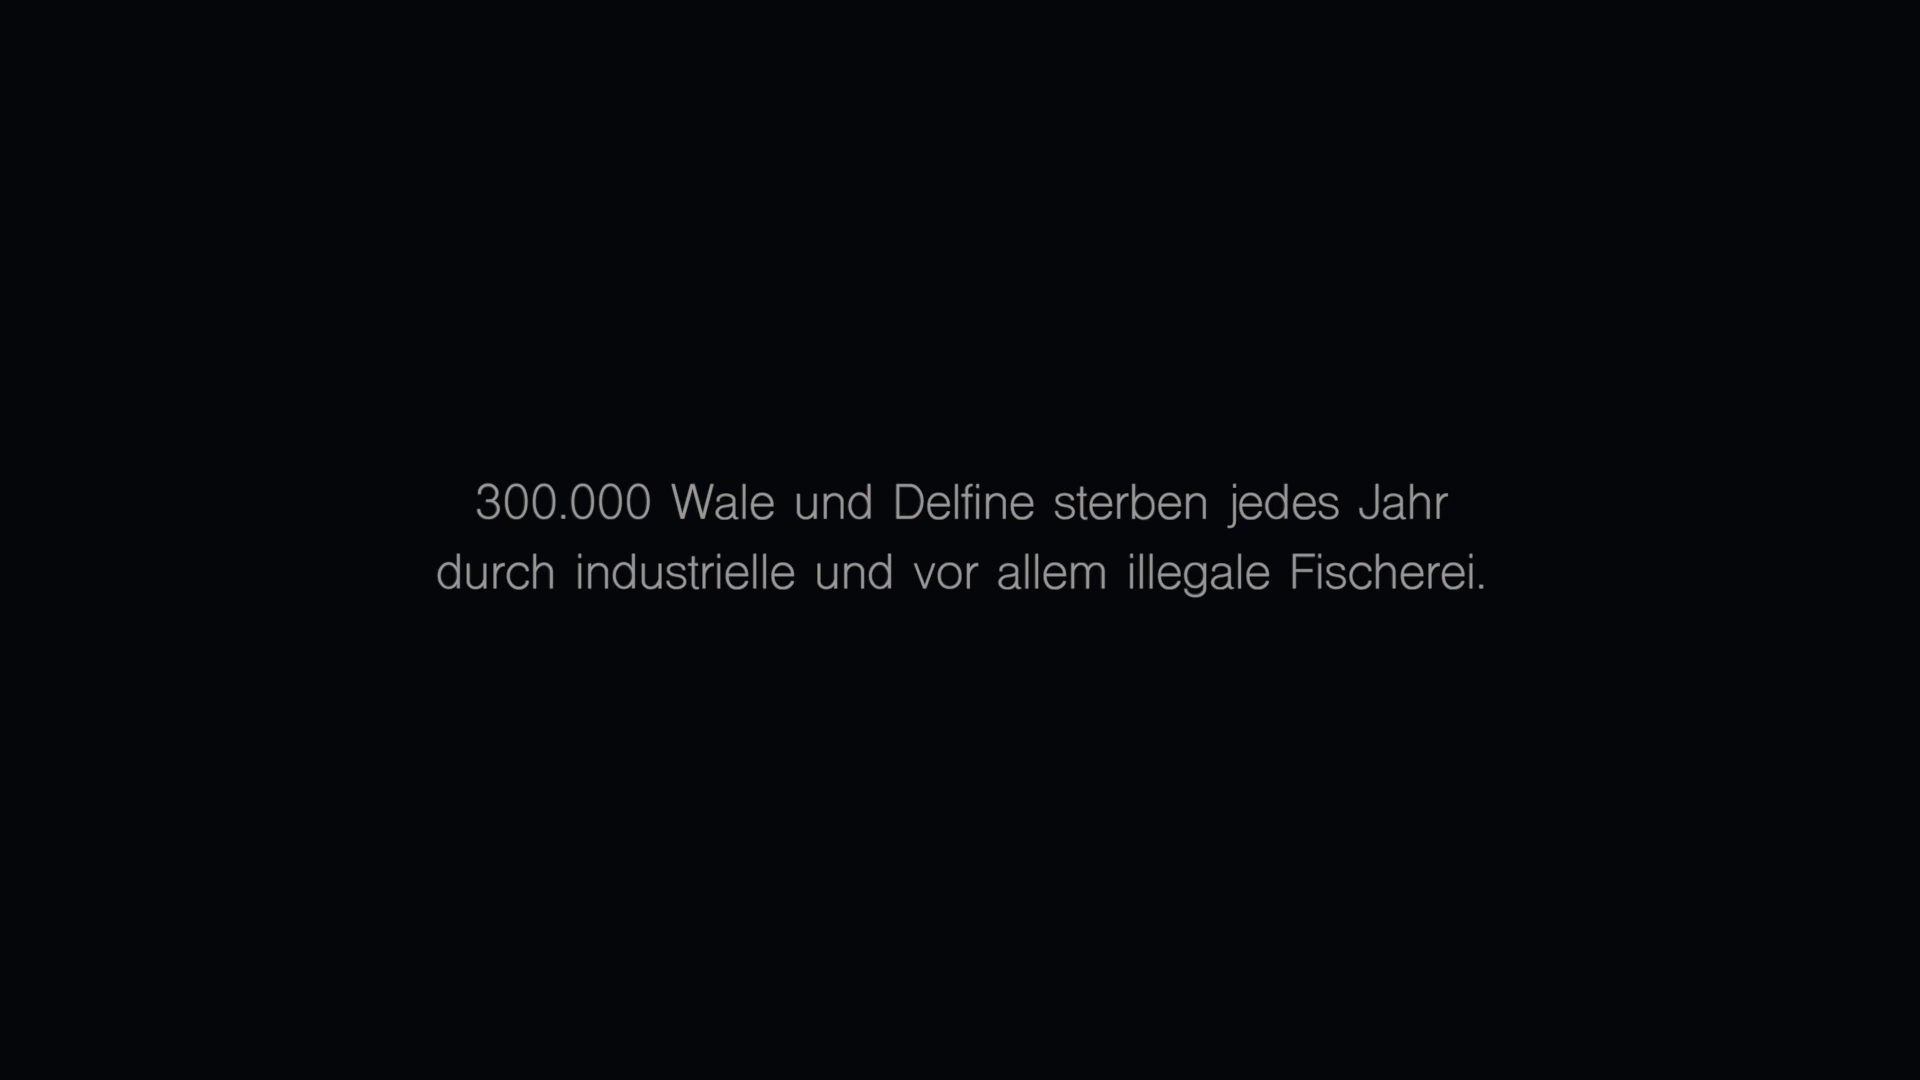 300.000 Wale und Delfine sterben jedes Jahr
durch industrielle und vor allem illegale Fischerei.